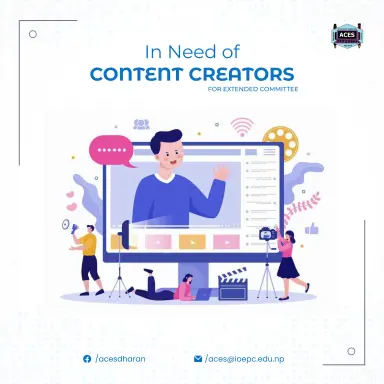 ACES
In Need of
CONTENT CREATORS
FOR EXTENDED COMMITTEE
/acesdharan
/aces@ioepc.edu.np